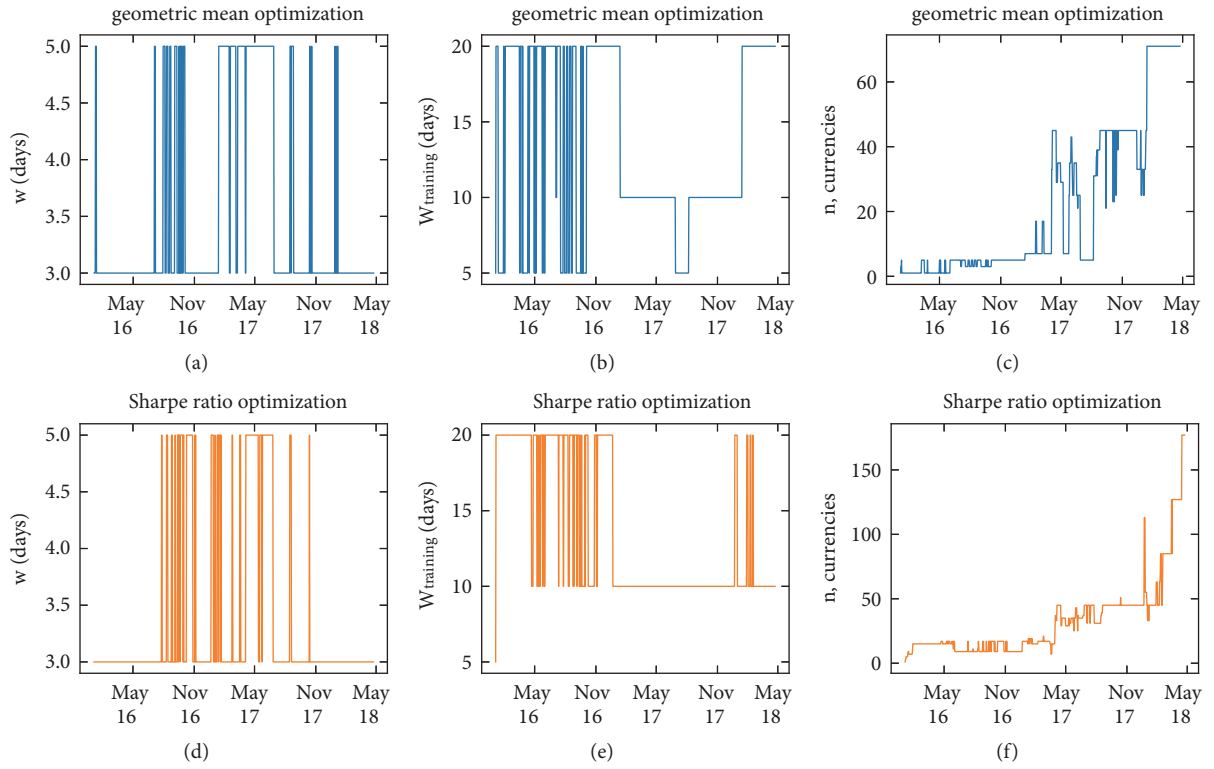 geometric mean optimization
w (days)
5.0
4.5
4.0
3.5
3.0
May
16
Nov
16
May
17
Nov
17
May
18
(a)
geometric mean optimization
Wtraining (days)
20
15
10
5
May
16
Nov
16
May
17
Nov
17
May
18
(b)
geometric mean optimization
n, currencies
60
40
20
0
May
16
Nov
16
May
17
Nov
17
May
18
(c)
Sharpe ratio optimization
w (days)
5.0
4.5
4.0
3.5
3.0
May
16
Nov
16
May
17
Nov
17
May
18
(d)
Sharpe ratio optimization
Wtraining (days)
20
15
10
5
May
16
Nov
16
May
17
Nov
17
May
18
(e)
Sharpe ratio optimization
n, currencies
150
100
50
0
May
16
Nov
16
May
17
Nov
17
May
18
(f)